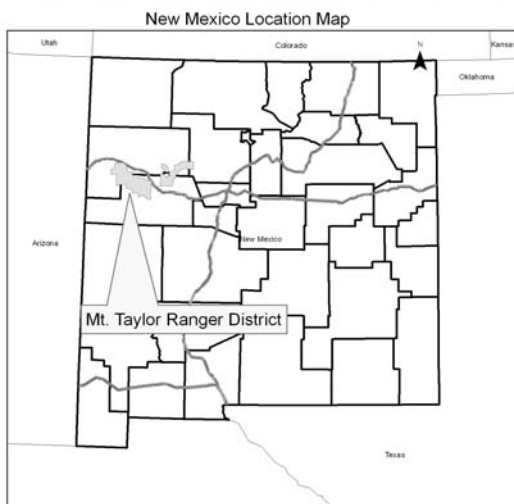 New Mexico Location Map
Utah
Colorado
Kansas
N
Oklahoma
Arizona
New Mexico
Mt. Taylor Ranger District
Texas